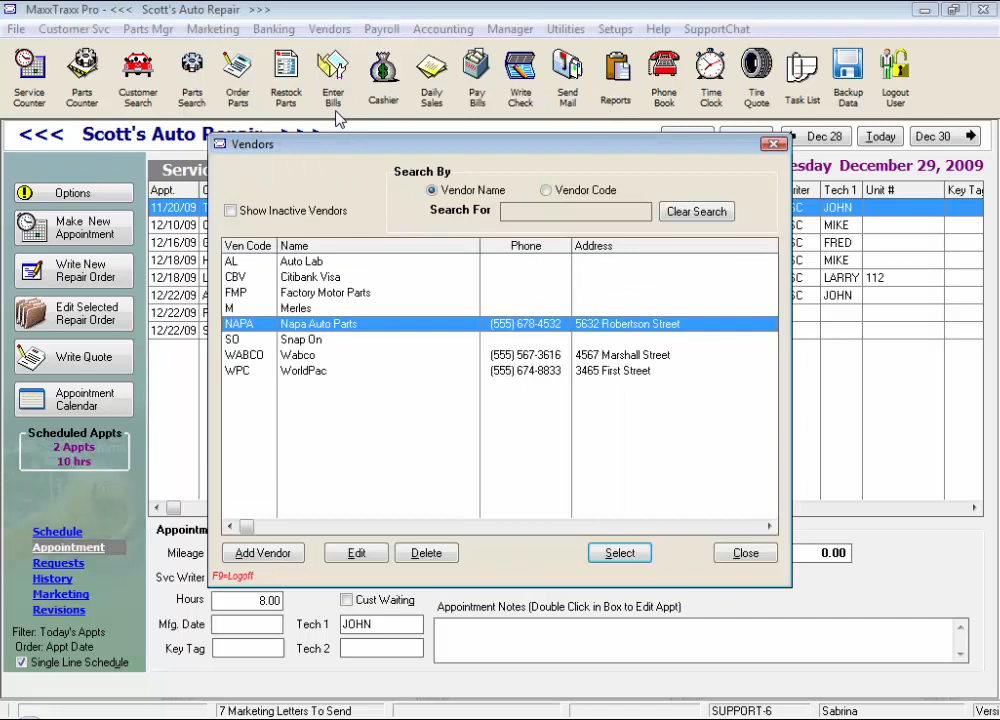 MaxxTraxx Pro - <<< Scott's Auto Repair >>>
File Customer Svc Parts Mgr Marketing Banking Vendors Payroll Accounting Manager Utilities Setups Help SupportChat
Service Counter
Parts Counter
Customer Search
Parts Search
Order Parts
Restock Parts
Enter Bills
Cashier
Daily Sales
Pay Bills
Write Check
Send Mail
Reports
Phone Book
Time Clock
Tire Quote
Task List
Backup Data
Logout User
<<< Scott's Auto Repair >>>
Dec 28 Today Dec 30
sday December 29, 2009
Options
Make New Appointment
Write New Repair Order
Edit Selected Repair Order
Write Quote
Appointment Calendar
Scheduled Appts
2 Appts
10 hrs
Schedule
Appointment
Requests
History
Marketing
Revisions
Filter: Today's Appts
Order: Appt Date
Single Line Schedule
Servic
Appt.
riter Tech 1 Unit # Key Tag
11/20/09 SC JOHN
12/10/09 SC MIKE
12/16/09 SC FRED
12/18/09 SC MIKE
12/18/09 SC LARRY 112
12/22/09 SC JOHN
12/22/09
12/22/09
Vendors
Search By
Vendor Name Vendor Code
Show Inactive Vendors
Search For
Clear Search
Ven Code Name Phone Address
AL Auto Lab
CBV Citibank Visa
FMP Factory Motor Parts
M Merles
NAPA Napa Auto Parts (555) 678-4532 5632 Robertson Street
SO Snap On
WABCO Wabco (555) 567-3616 4567 Marshall Street
WPC WorldPac (555) 674-8833 3465 First Street
Add Vendor Edit Delete Select Close
F9=Logoff
Appointm
Mileage
0.00
Svc Writer
Hours 8.00
Cust Waiting
Appointment Notes (Double Click in Box to Edit Appt)
Mfg. Date
Tech 1 JOHN
Key Tag
Tech 2
7 Marketing Letters To Send
SUPPORT-6
Sabrina
Versi